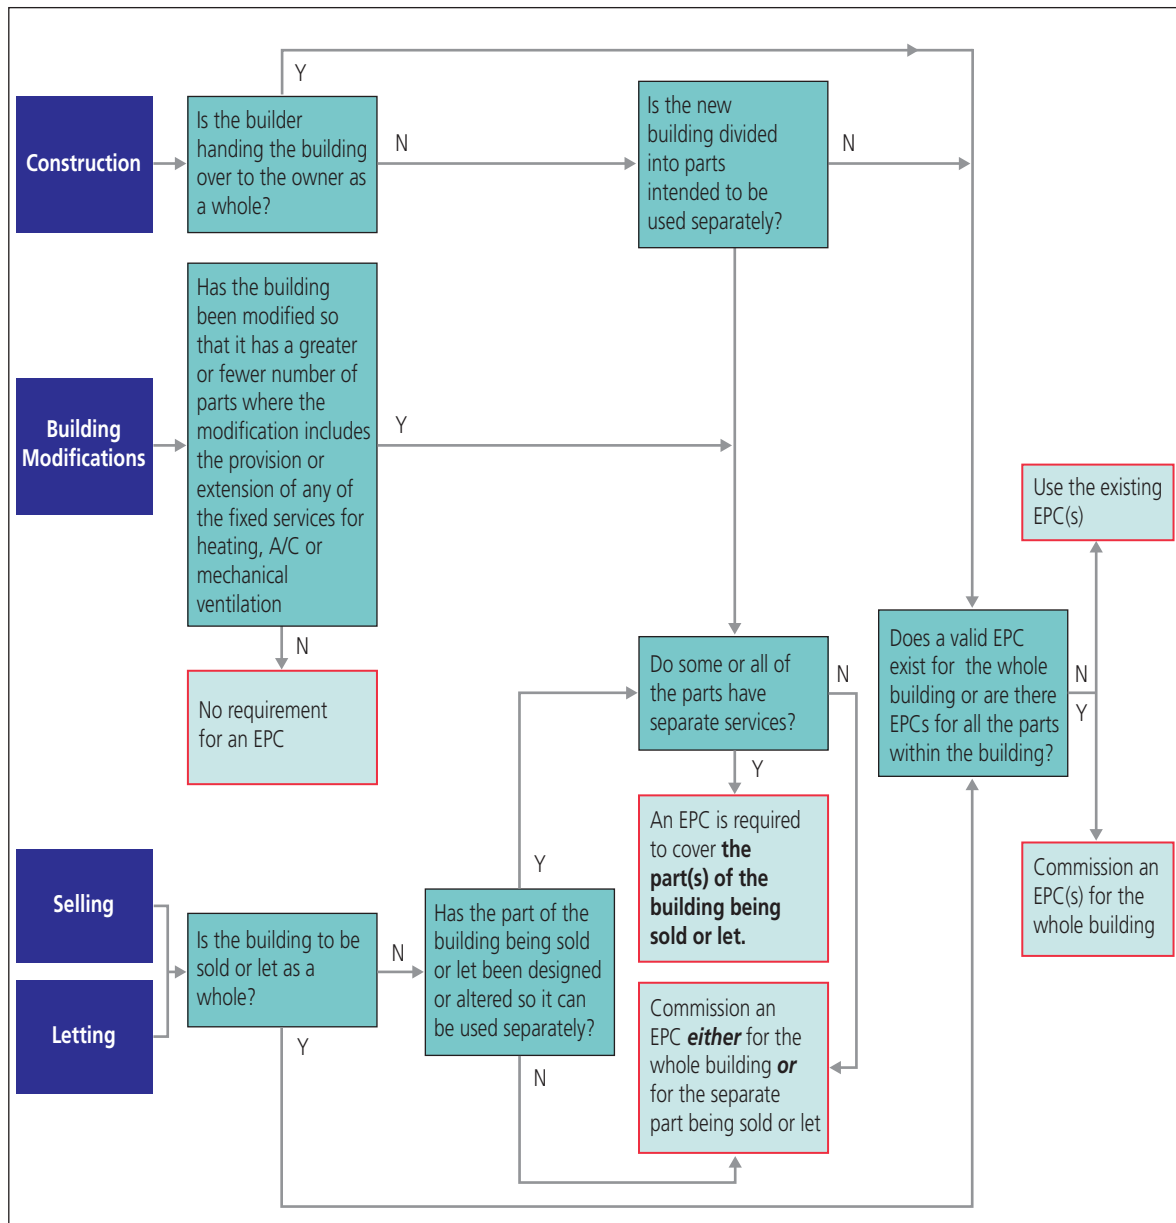 Y
Construction
Is the builder
handing the building
over to the owner as
a whole?
N
Is the new
building divided
into parts
intended to be
used separately?
N
Building
Modifications
Has the building
been modified so
that it has a greater
or fewer number of
parts where the
modification includes
the provision or
extension of any of
the fixed services for
heating, A/C or
mechanical
ventilation
Y
N
No requirement
for an EPC
Use the existing
EPC(s)
Does a valid EPC
exist for the whole
building or are there
EPCs for all the parts
within the building?
N
Y
Commission an
EPC(s) for the
whole building
Do some or all of
the parts have
separate services?
N
Y
An EPC is required
to cover the
part(s) of the
building being
sold or let.
Selling
Letting
Is the building to be
sold or let as a
whole?
N
Y
Y
Has the part of the
building being sold
or let been designed
or altered so it can
be used separately?
N
Commission an
EPC either for the
whole building or
for the separate
part being sold or let